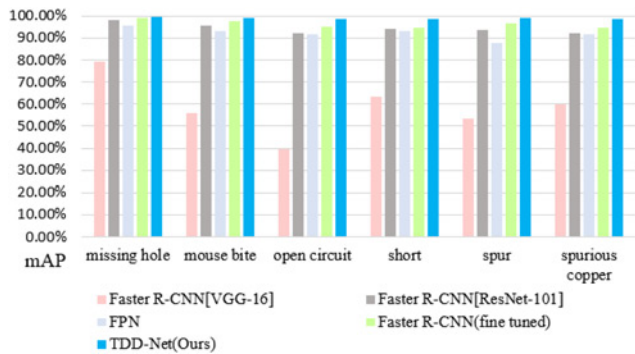 100.00%
90.00%
80.00%
70.00%
60.00%
50.00%
40.00%
30.00%
20.00%
10.00%
0.00%
mAP
missing hole mouse bite open circuit short spur spurious
copper
Faster R-CNN[VGG-16] Faster R-CNN[ResNet-101]
FPN Faster R-CNN(fine tuned)
TDD-Net(Ours)